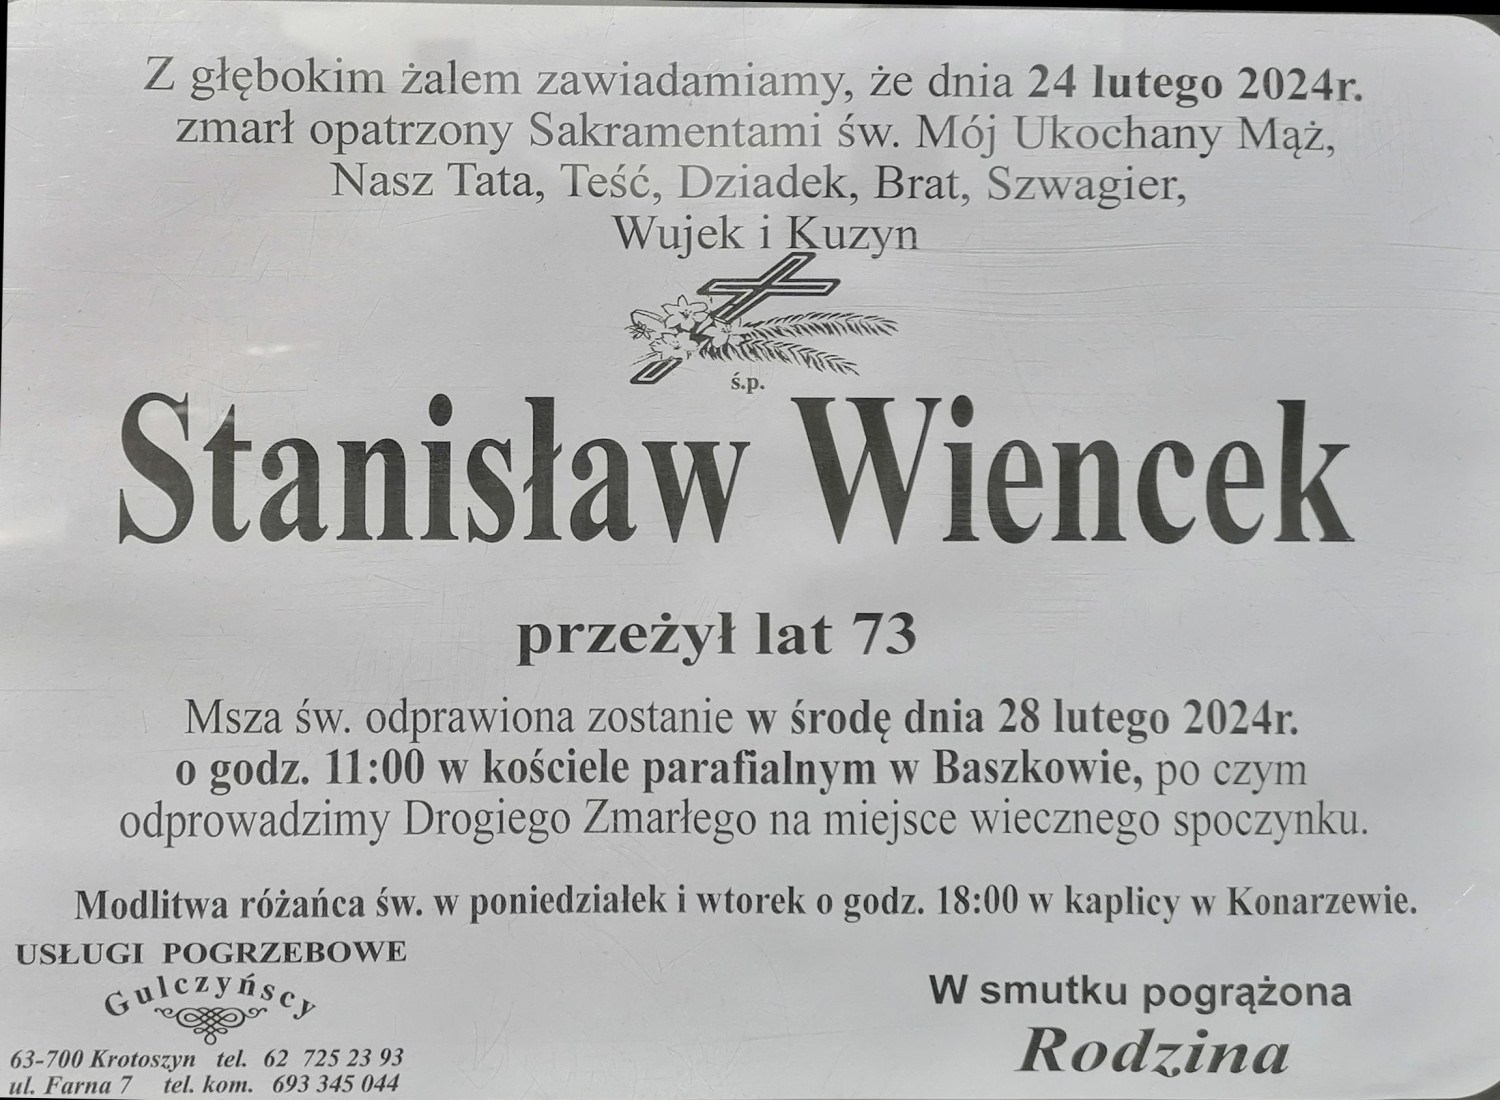 Z głębokim żalem zawiadamiamy, że dnia 24 lutego 2024r.
zmarł opatrzony Sakramentami św. Mój Ukochany Mąż,
Nasz Tata, Teść, Dziadek, Brat, Szwagier,
Wujek i Kuzyn
ś.p.
Stanisław Wiencek
przeżył lat 73
Msza św. odprawiona zostanie w środę dnia 28 lutego 2024r.
o godz. 11:00 w kościele parafialnym w Baszkowie, po czym
odprowadzimy Drogiego Zmarłego na miejsce wiecznego spoczynku.
Modlitwa różańca św. w poniedziałek i wtorek o godz. 18:00 w kaplicy w Konarzewie.
USŁUGI POGRZEBOWE
Gulczyńscy
63-700 Krotoszyn tel. 62 725 23 93
ul. Farna 7 tel. kom. 693 345 044
W smutku pogrążona
Rodzina